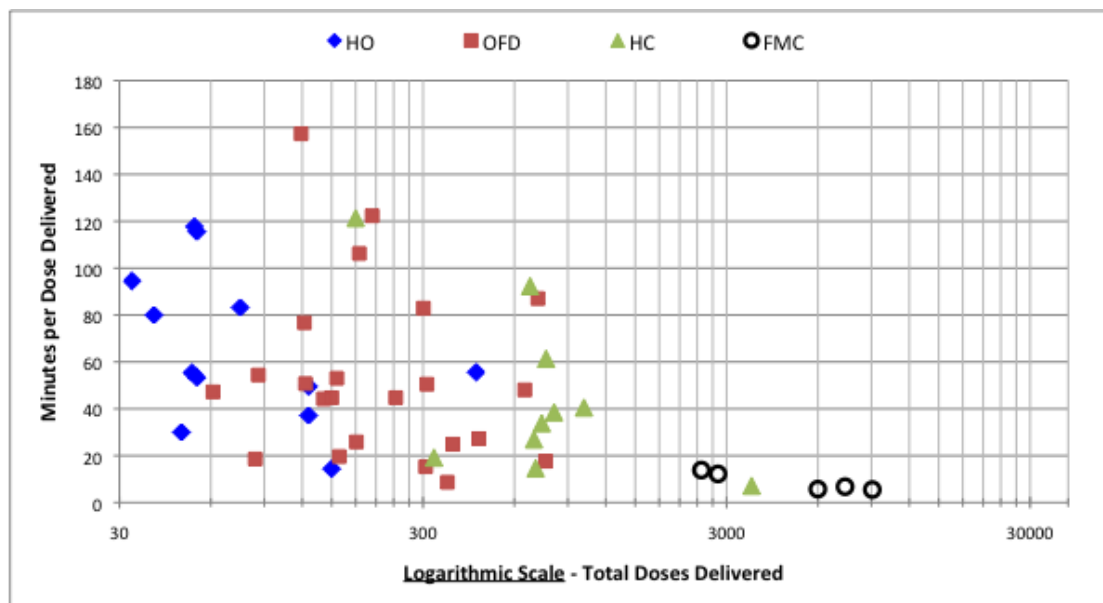 HO OFD HC FMC
180
160
140
120
100
80
60
40
20
0
Minutes per Dose Delivered
30 300 3000 30000
Logarithmic Scale - Total Doses Delivered